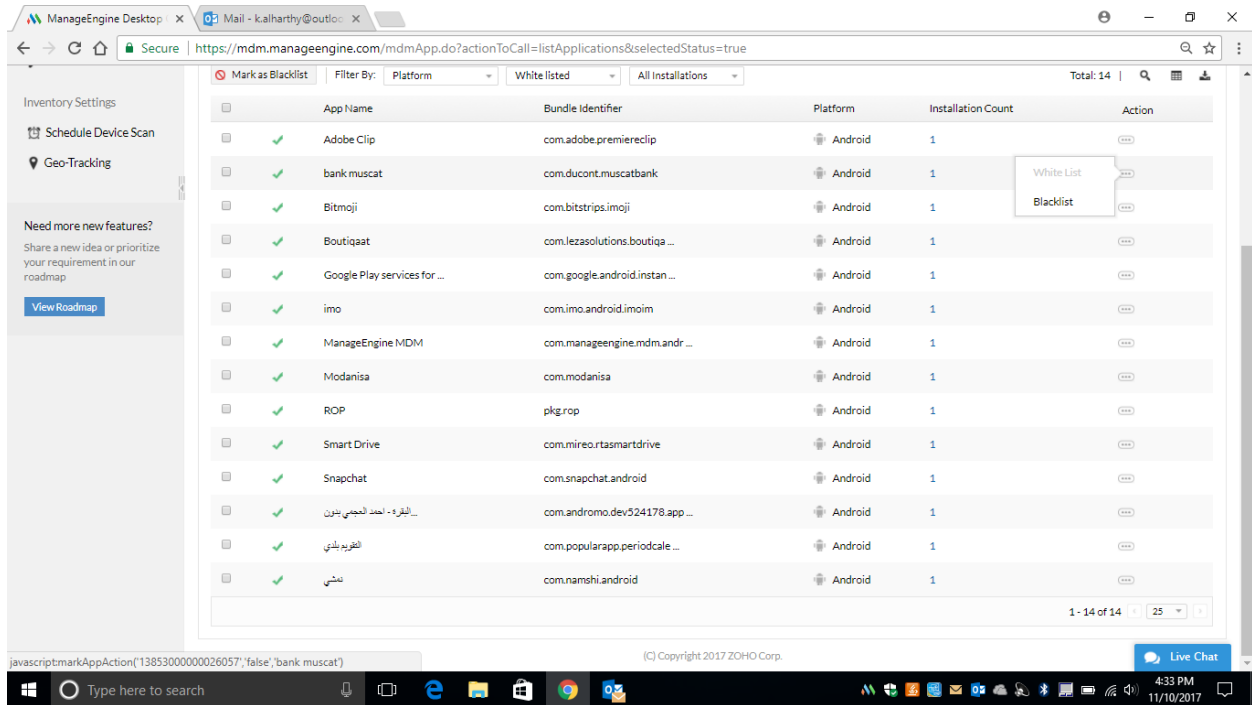 ManageEngine Desktop
Mail - k.alharthy@outloo
Secure https://mdm.manageengine.com/mdmApp.do?actionToCall=listApplications&selectedStatus=true
Mark as Blacklist Filter By: Platform White listed All Installations Total: 14 |
Inventory Settings
Schedule Device Scan
Geo-Tracking
Need more new features?
Share a new idea or prioritize
your requirement in our
roadmap
View Roadmap
App Name Bundle Identifier Platform Installation Count Action
Adobe Clip com.adobe.premiereclip Android 1
bank muscat com.ducont.muscatbank Android 1
White List
Blacklist
Bitmoji com.bitstrips.imoji Android 1
Boutiqaat com.lezasolutions.boutiqa ... Android 1
Google Play services for ... com.google.android.instan ... Android 1
imo com.imo.android.imoim Android 1
ManageEngine MDM com.manageengine.mdm.andr ... Android 1
Modanisa com.modanisa Android 1
ROP pkg.rop Android 1
Smart Drive com.mireo.rtasmartdrive Android 1
Snapchat com.snapchat.android Android 1
البقره - احمد العجمي بدون... com.andromo.dev524178.app ... Android 1
التقويم بلدي com.popularapp.periodcale ... Android 1
نمشي com.namshi.android Android 1
1 - 14 of 14 25
(C) Copyright 2017 ZOHO Corp.
Live Chat
javascript:markAppAction('13853000000026057','false','bank muscat')
Type here to search
4:33 PM
11/10/2017